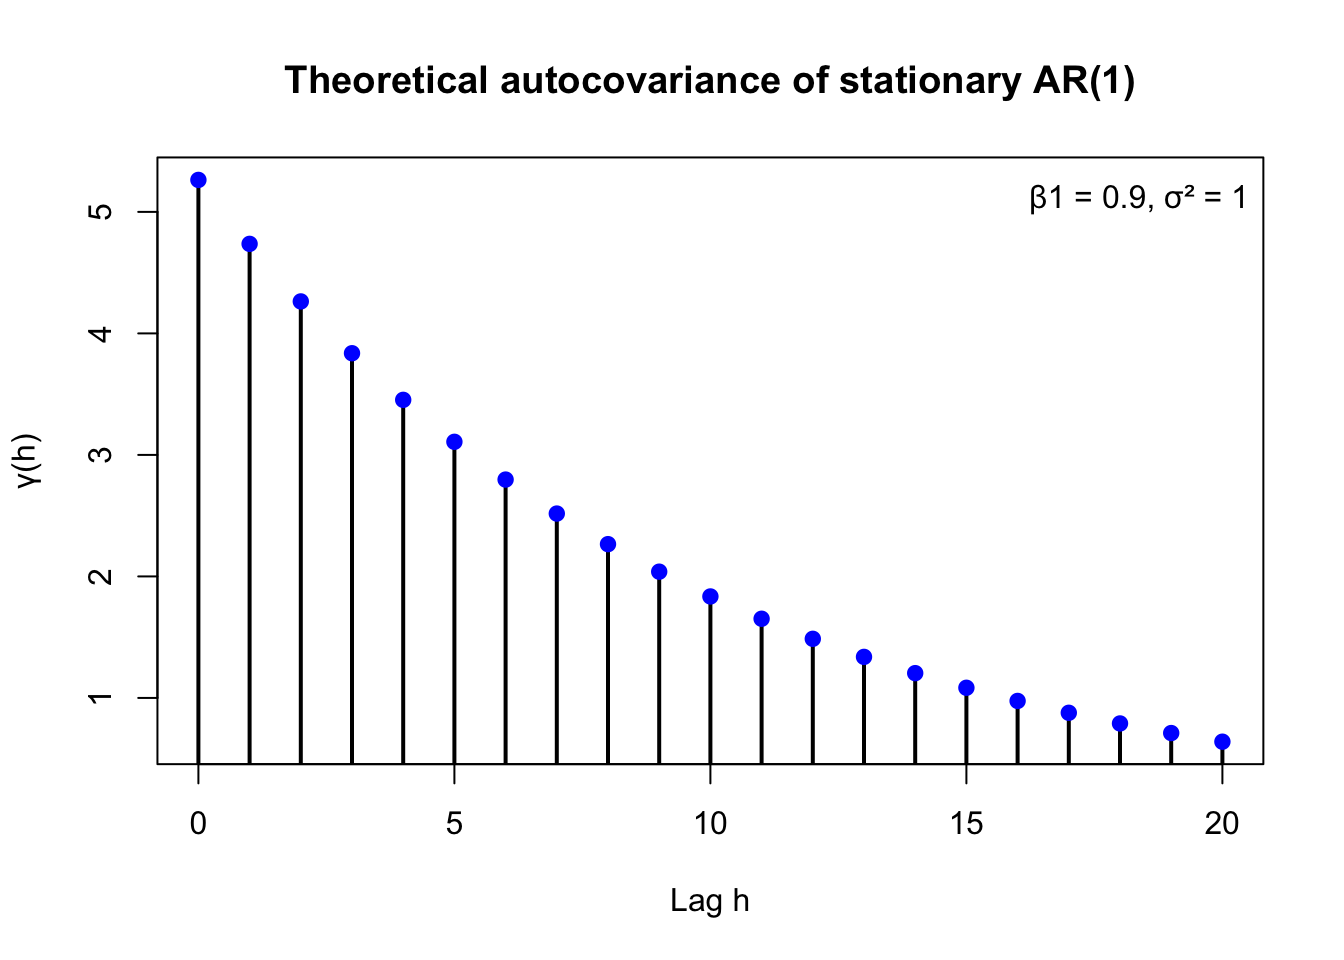 Theoretical autocovariance of stationary AR(1)
β1 = 0.9, σ² = 1
γ(h)
5
4
3
2
1
0 5 10 15 20
Lag h